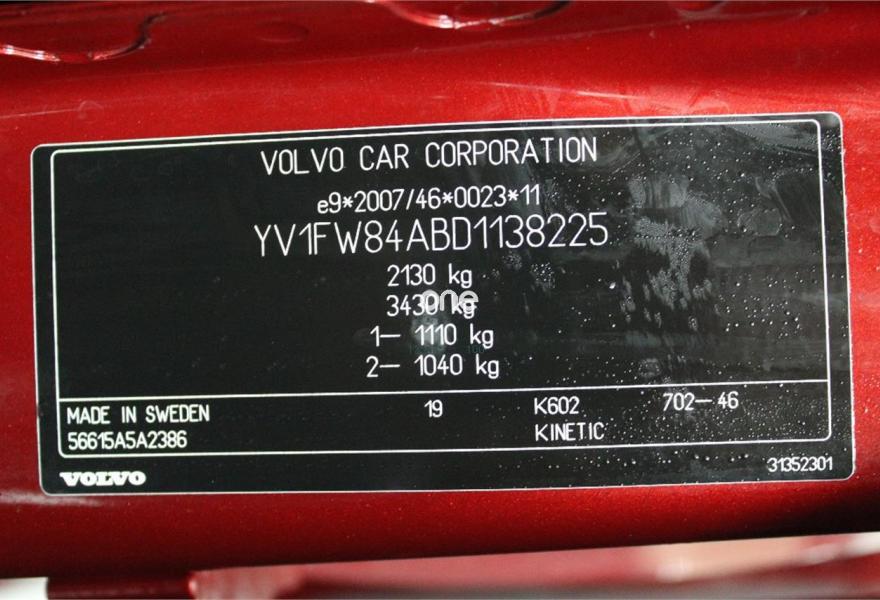 VOLVO CAR CORPORATION
e9*2007/46*0023*11
YV1FW84ABD1138225
2130 kg
one
3430 kg
1– 1110 kg
2– 1040 kg
MADE IN SWEDEN 19 K602 702–46
56615A5A2386 KINETIC
VOLVO 31352301